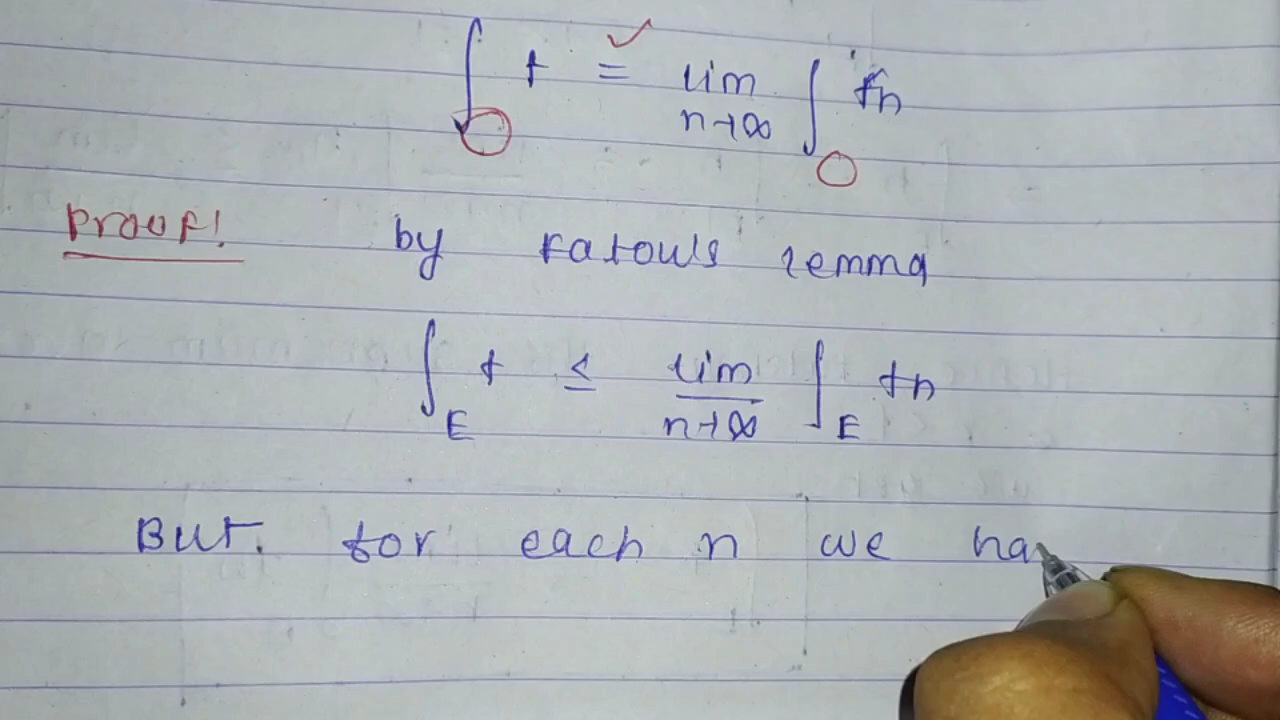 ∫ f = lim n→∞ ∫ fn
Proof! by fatou's lemma
∫E f ≤ lim n→∞ ∫E fn
But. for each n we ha